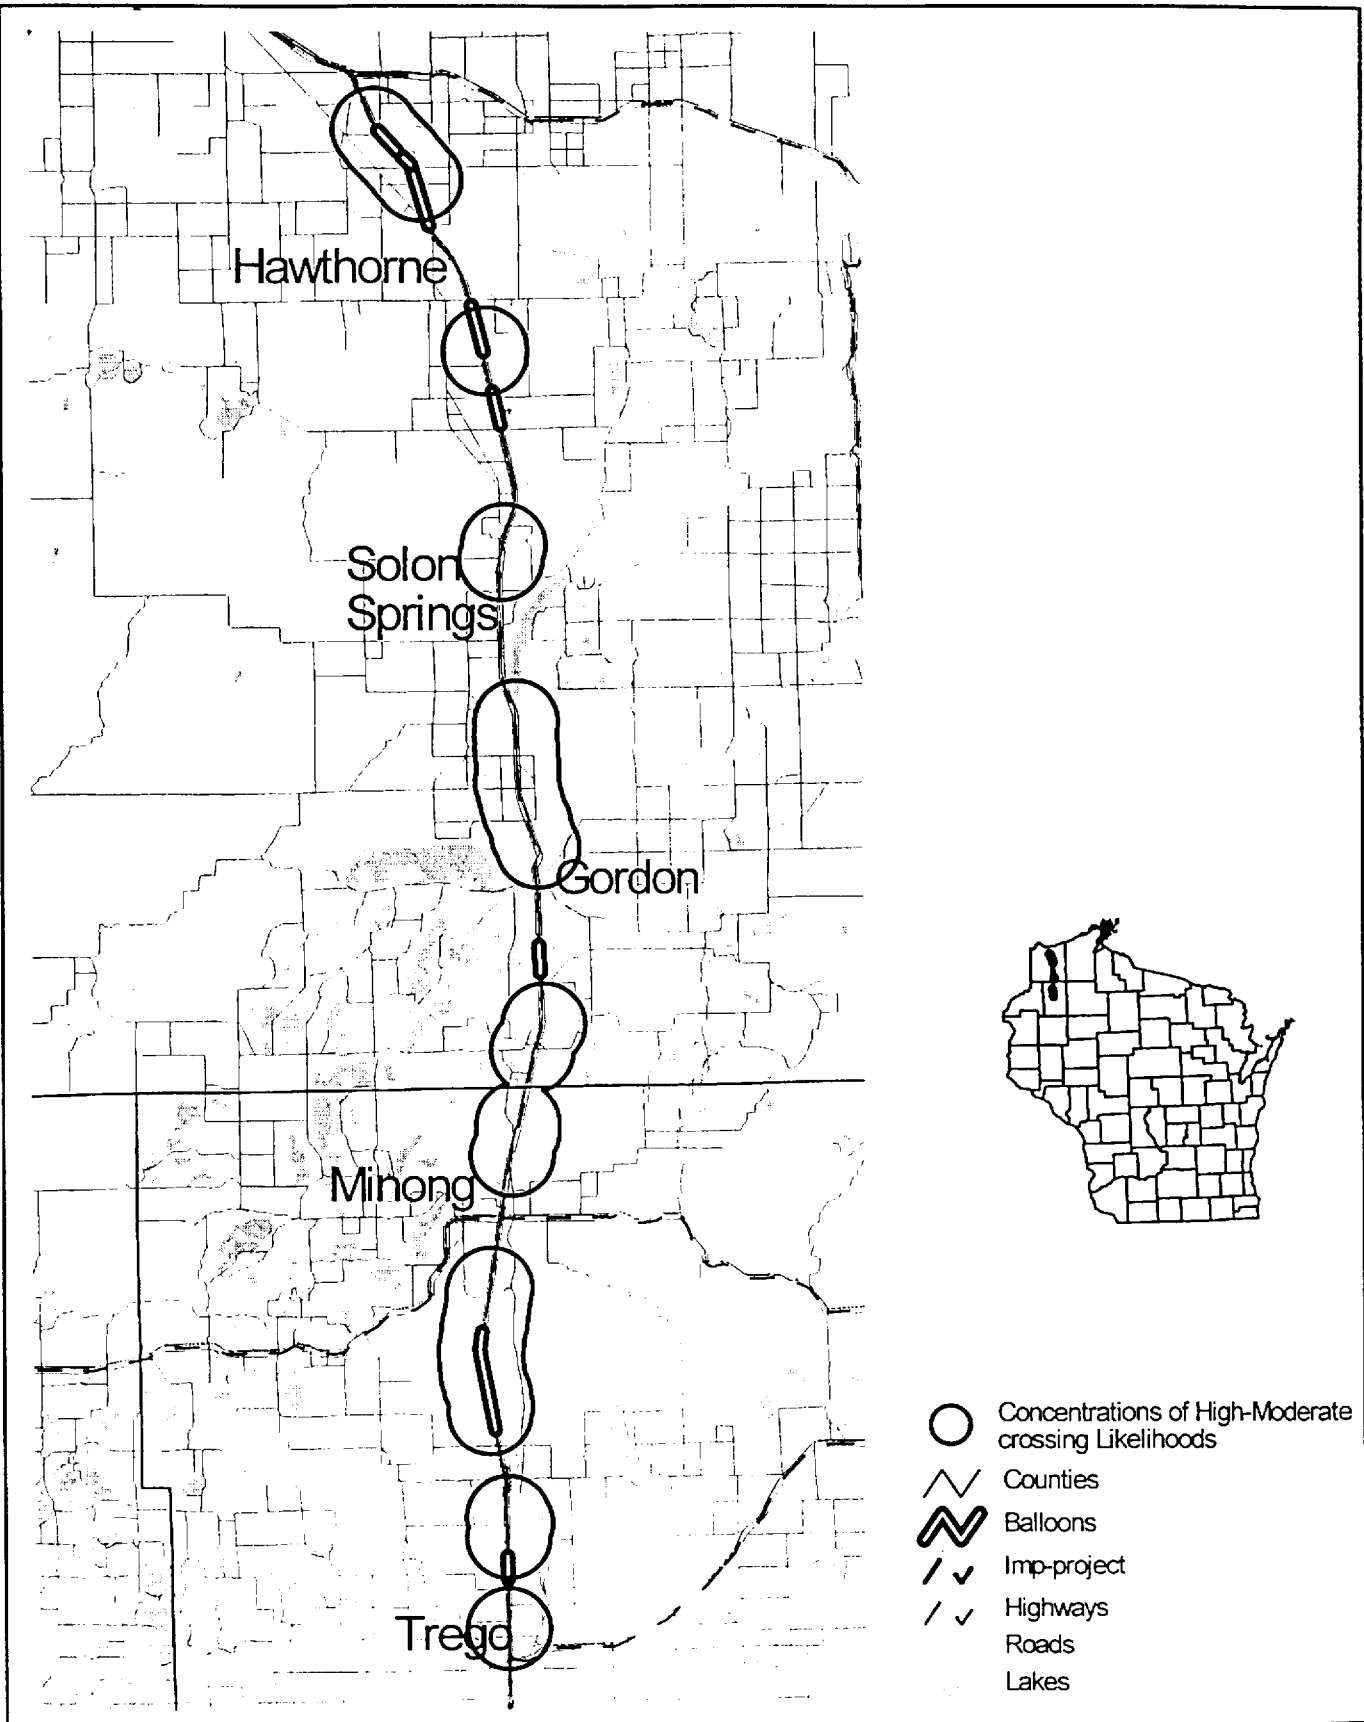 Hawthorne
Solon
Springs
Gordon
Minong
Trego
Concentrations of High-Moderate
crossing Likelihoods
Counties
Balloons
Imp-project
Highways
Roads
Lakes